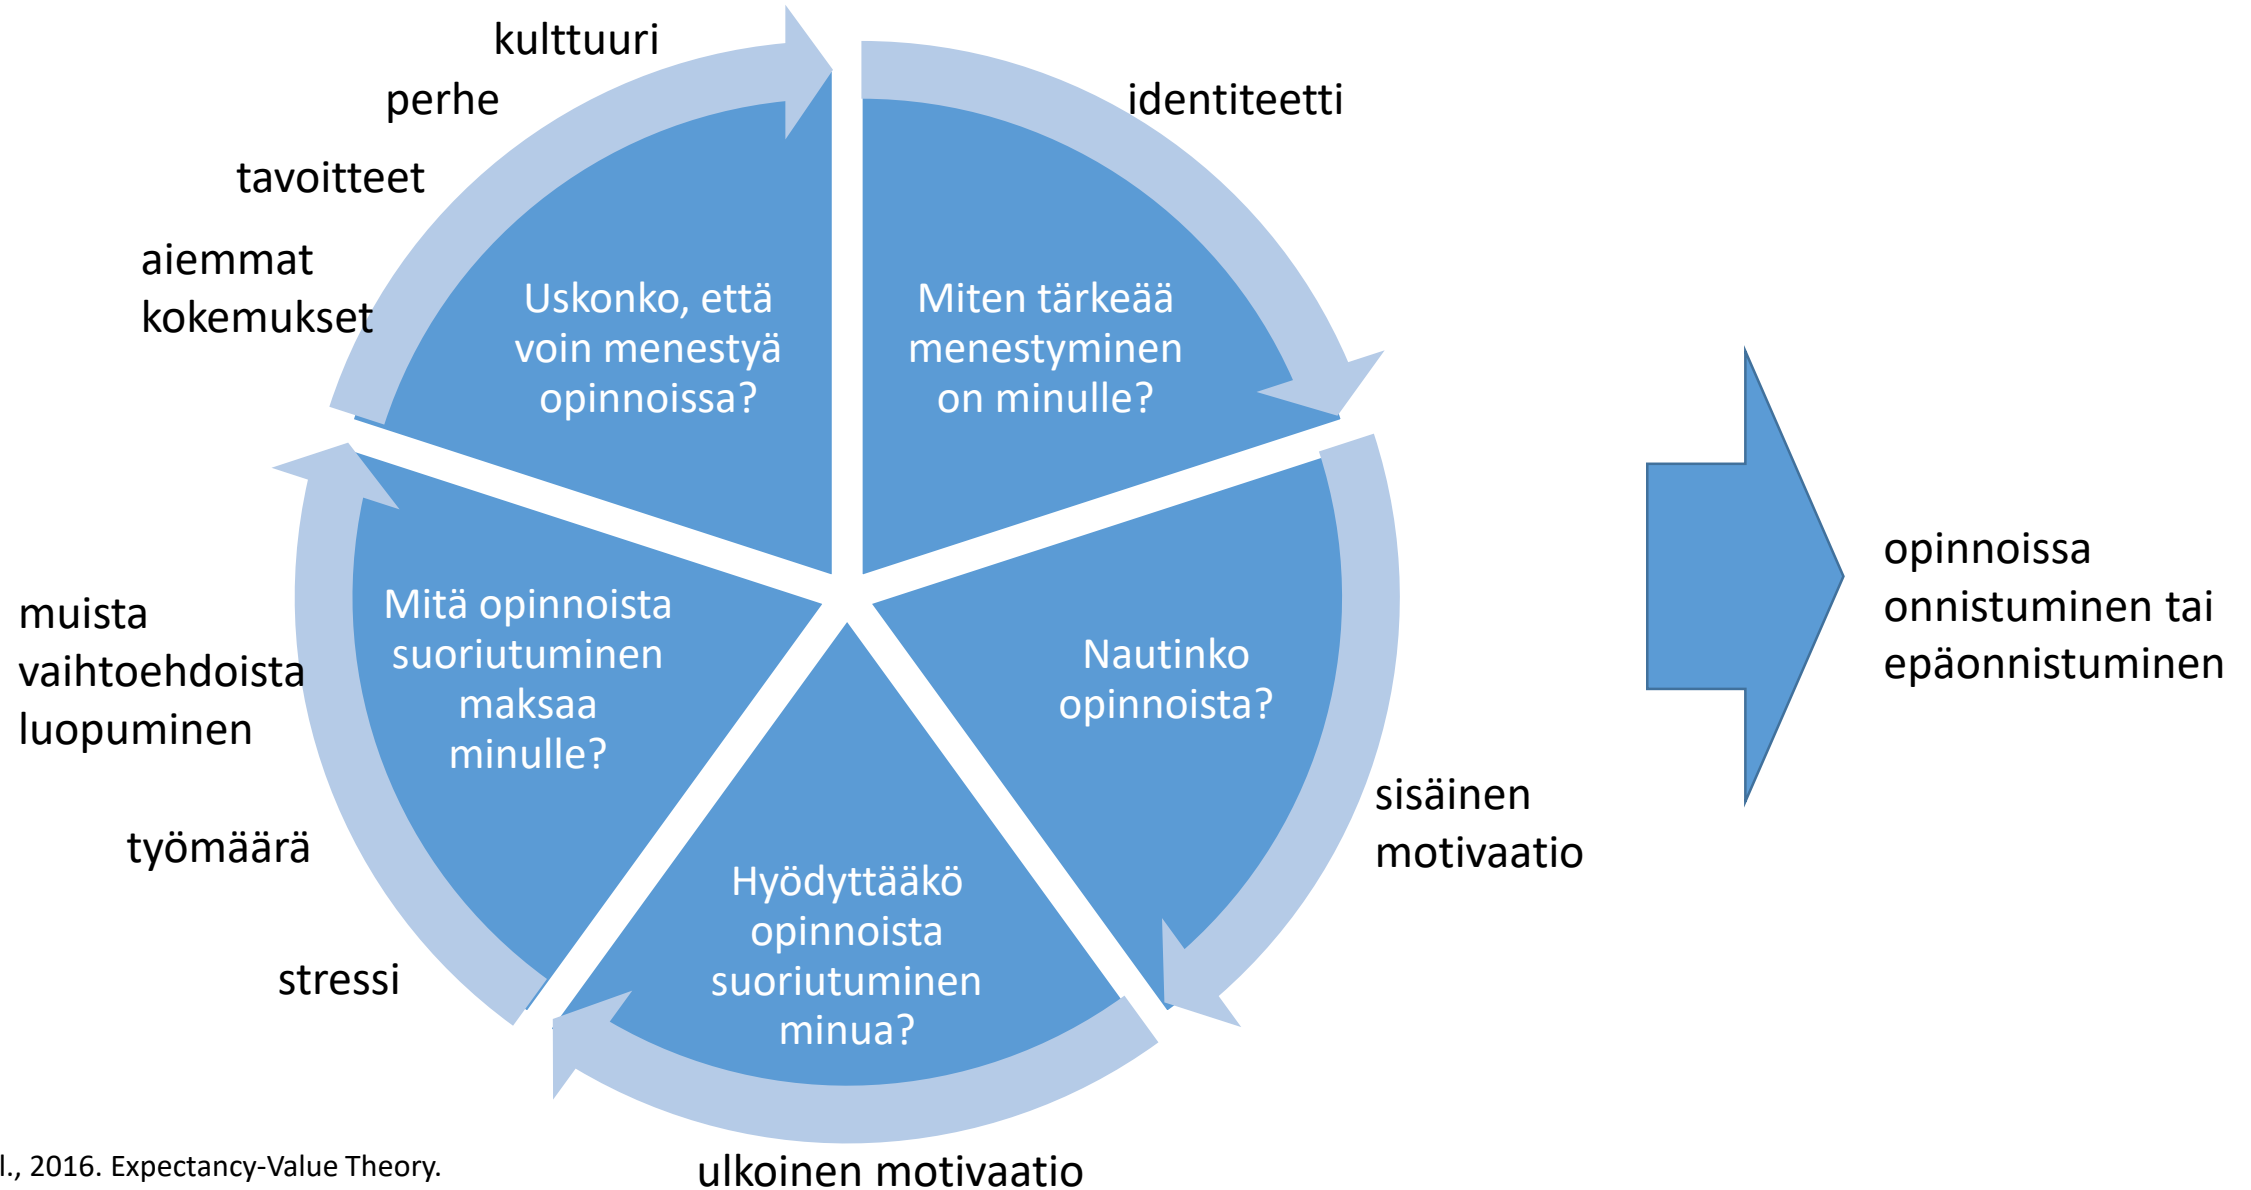 kulttuuri
perhe
tavoitteet
aiemmat
kokemukset
identiteetti
Uskonko, että
voin menestyä
opinnoissa?
Miten tärkeää
menestyminen
on minulle?
Mitä opinnoista
suoriutuminen
maksaa
minulle?
Nautinko
opinnoista?
Hyödyttääkö
opinnoista
suoriutuminen
minua?
muista
vaihtoehdoista
luopuminen
työmäärä
stressi
sisäinen
motivaatio
ulkoinen motivaatio
opinnoissa
onnistuminen tai
epäonnistuminen
l., 2016. Expectancy-Value Theory.